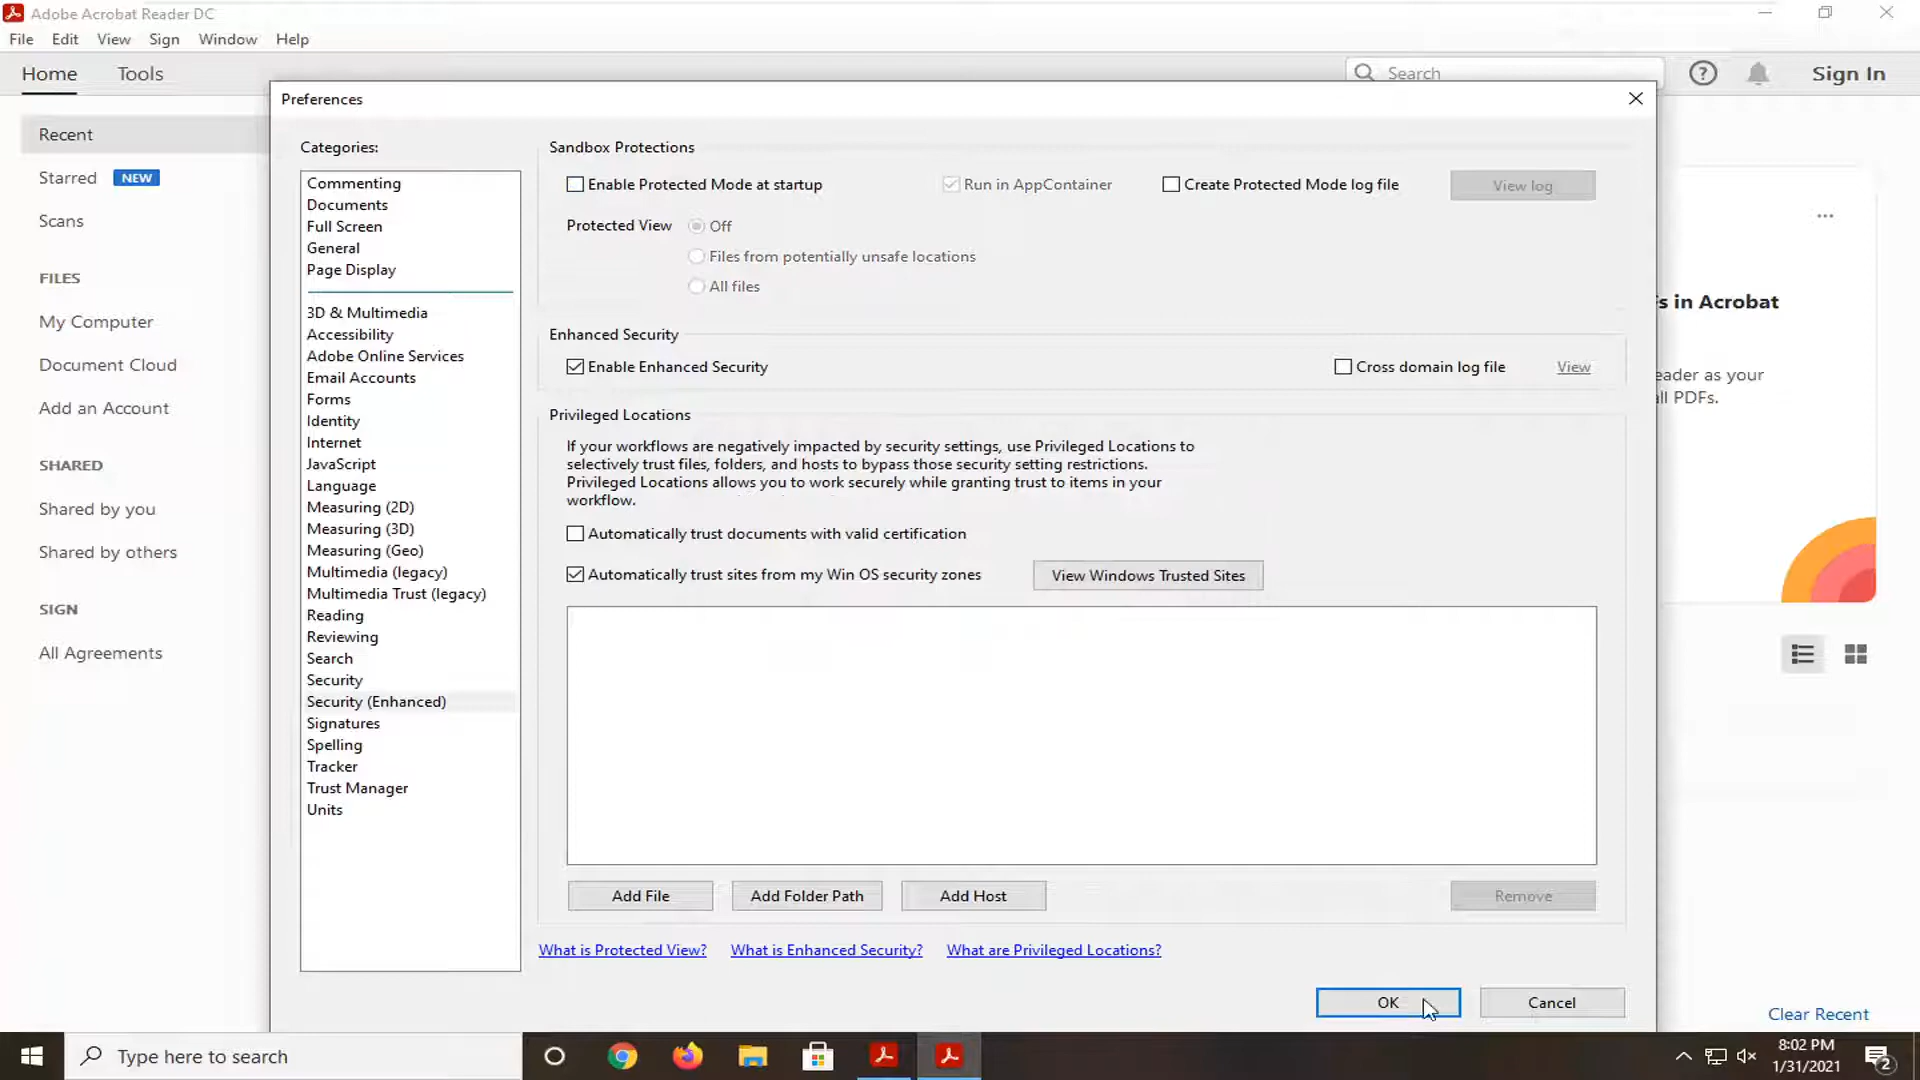 Adobe Acrobat Reader DC
File Edit View Sign Window Help
Home Tools
Search
Sign In
Recent
Starred NEW
Scans
FILES
My Computer
Document Cloud
Add an Account
SHARED
Shared by you
Shared by others
SIGN
All Agreements
Preferences
Categories:
Commenting
Documents
Full Screen
General
Page Display
3D & Multimedia
Accessibility
Adobe Online Services
Email Accounts
Forms
Identity
Internet
JavaScript
Language
Measuring (2D)
Measuring (3D)
Measuring (Geo)
Multimedia (legacy)
Multimedia Trust (legacy)
Reading
Reviewing
Search
Security
Security (Enhanced)
Signatures
Spelling
Tracker
Trust Manager
Units
Sandbox Protections
Enable Protected Mode at startup Run in AppContainer Create Protected Mode log file View log
Protected View Off
Files from potentially unsafe locations
All files
Enhanced Security
Enable Enhanced Security Cross domain log file View
Privileged Locations
If your workflows are negatively impacted by security settings, use Privileged Locations to
selectively trust files, folders, and hosts to bypass those security setting restrictions.
Privileged Locations allows you to work securely while granting trust to items in your
workflow.
Automatically trust documents with valid certification
Automatically trust sites from my Win OS security zones View Windows Trusted Sites
Add File Add Folder Path Add Host Remove
What is Protected View? What is Enhanced Security? What are Privileged Locations?
OK Cancel
s in Acrobat
eader as your
ll PDFs.
Clear Recent
Type here to search
8:02 PM
1/31/2021
2